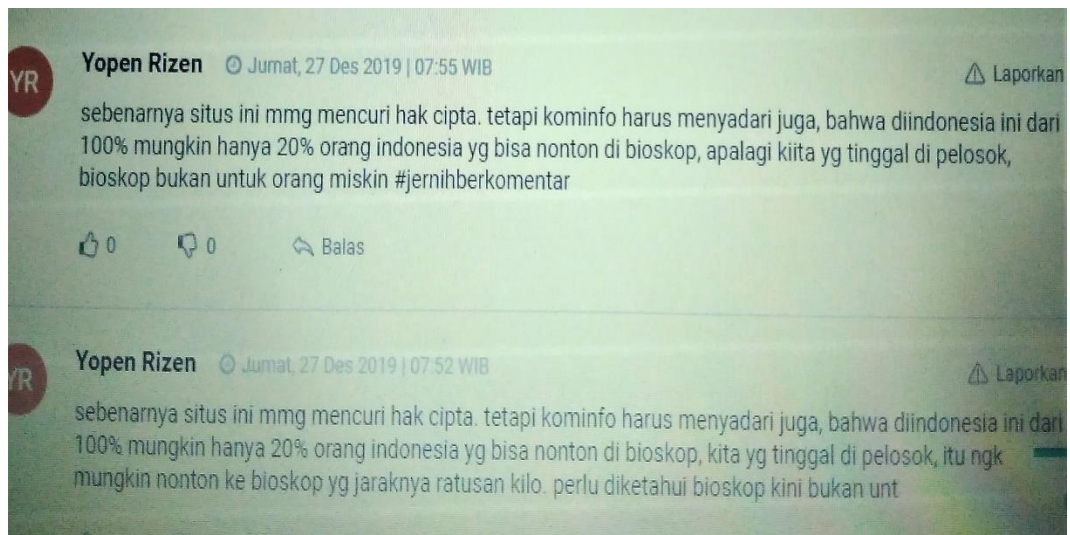 YR
Yopen Rizen Jumat, 27 Des 2019 | 07:55 WIB
Laporkan
sebenarnya situs ini mmg mencuri hak cipta. tetapi kominfo harus menyadari juga, bahwa diindonesia ini dari
100% mungkin hanya 20% orang indonesia yg bisa nonton di bioskop, apalagi kiita yg tinggal di pelosok,
bioskop bukan untuk orang miskin #jernihberkomentar
0 0 Balas
YR
Yopen Rizen Jumat, 27 Des 2019 | 07:52 WIB
Laporkan
sebenarnya situs ini mmg mencuri hak cipta. tetapi kominfo harus menyadari juga, bahwa diindonesia ini dari
100% mungkin hanya 20% orang indonesia yg bisa nonton di bioskop, kita yg tinggal di pelosok, itu ngk
mungkin nonton ke bioskop yg jaraknya ratusan kilo. perlu diketahui bioskop kini bukan unt